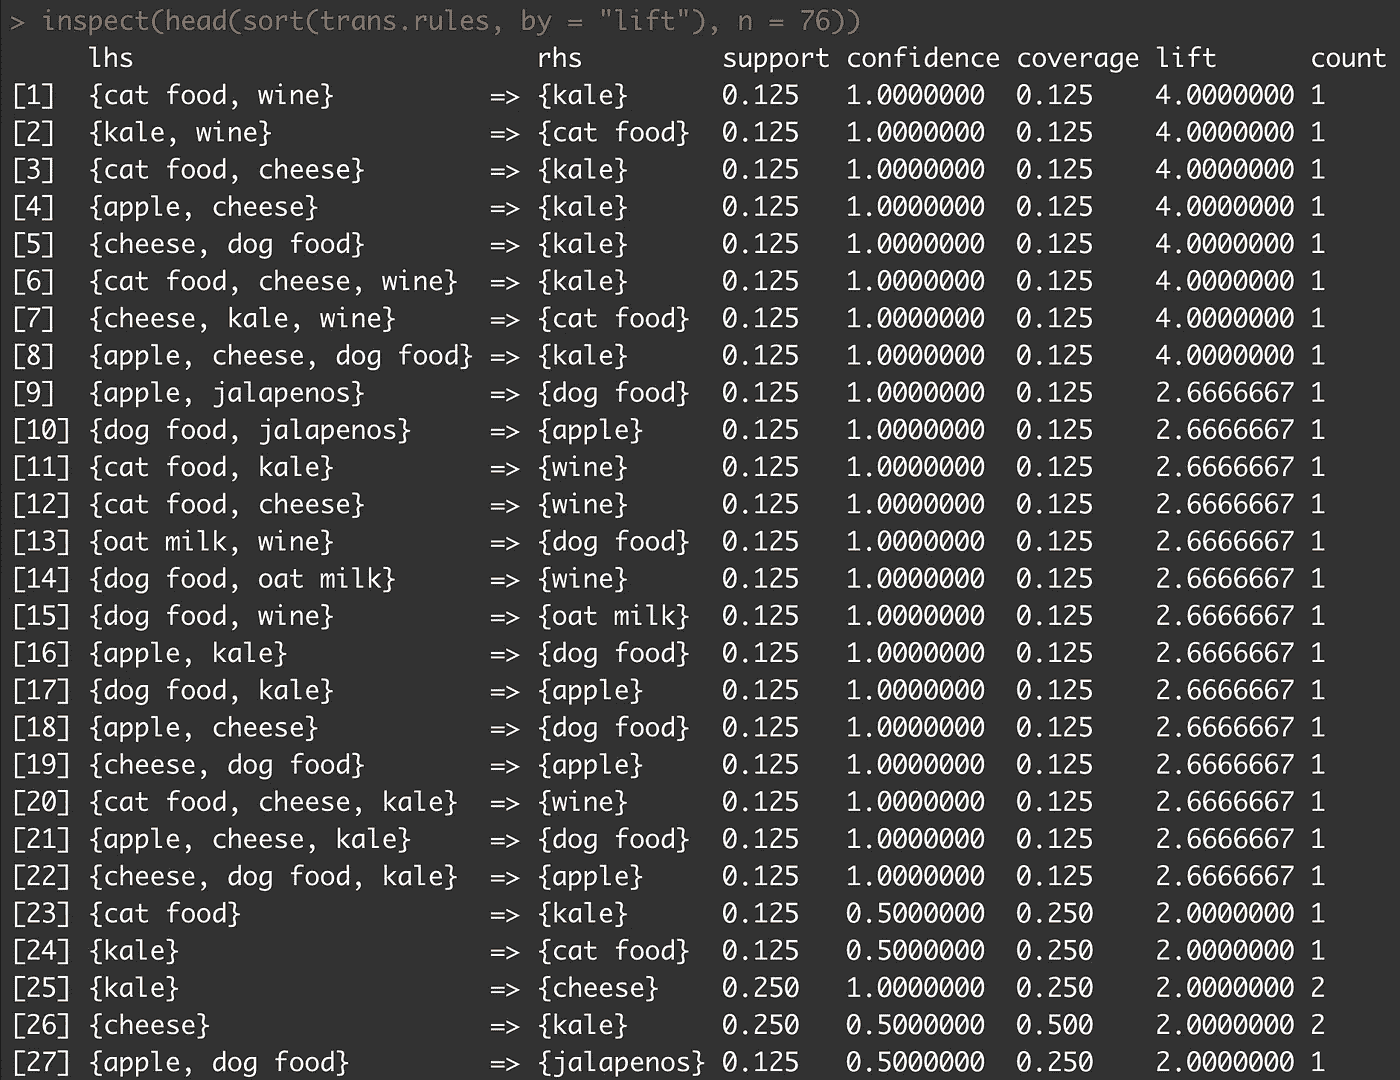 > inspect(head(sort(trans.rules, by = "lift"), n = 76))
lhs rhs support confidence coverage lift count
[1] {cat food, wine} => {kale} 0.125 1.0000000 0.125 4.0000000 1
[2] {kale, wine} => {cat food} 0.125 1.0000000 0.125 4.0000000 1
[3] {cat food, cheese} => {kale} 0.125 1.0000000 0.125 4.0000000 1
[4] {apple, cheese} => {kale} 0.125 1.0000000 0.125 4.0000000 1
[5] {cheese, dog food} => {kale} 0.125 1.0000000 0.125 4.0000000 1
[6] {cat food, cheese, wine} => {kale} 0.125 1.0000000 0.125 4.0000000 1
[7] {cheese, kale, wine} => {cat food} 0.125 1.0000000 0.125 4.0000000 1
[8] {apple, cheese, dog food} => {kale} 0.125 1.0000000 0.125 4.0000000 1
[9] {apple, jalapenos} => {dog food} 0.125 1.0000000 0.125 2.6666667 1
[10] {dog food, jalapenos} => {apple} 0.125 1.0000000 0.125 2.6666667 1
[11] {cat food, kale} => {wine} 0.125 1.0000000 0.125 2.6666667 1
[12] {cat food, cheese} => {wine} 0.125 1.0000000 0.125 2.6666667 1
[13] {oat milk, wine} => {dog food} 0.125 1.0000000 0.125 2.6666667 1
[14] {dog food, oat milk} => {wine} 0.125 1.0000000 0.125 2.6666667 1
[15] {dog food, wine} => {oat milk} 0.125 1.0000000 0.125 2.6666667 1
[16] {apple, kale} => {dog food} 0.125 1.0000000 0.125 2.6666667 1
[17] {dog food, kale} => {apple} 0.125 1.0000000 0.125 2.6666667 1
[18] {apple, cheese} => {dog food} 0.125 1.0000000 0.125 2.6666667 1
[19] {cheese, dog food} => {apple} 0.125 1.0000000 0.125 2.6666667 1
[20] {cat food, cheese, kale} => {wine} 0.125 1.0000000 0.125 2.6666667 1
[21] {apple, cheese, kale} => {dog food} 0.125 1.0000000 0.125 2.6666667 1
[22] {cheese, dog food, kale} => {apple} 0.125 1.0000000 0.125 2.6666667 1
[23] {cat food} => {kale} 0.125 0.5000000 0.250 2.0000000 1
[24] {kale} => {cat food} 0.125 0.5000000 0.250 2.0000000 1
[25] {kale} => {cheese} 0.250 1.0000000 0.250 2.0000000 2
[26] {cheese} => {kale} 0.250 0.5000000 0.500 2.0000000 2
[27] {apple, dog food} => {jalapenos} 0.125 0.5000000 0.250 2.0000000 1